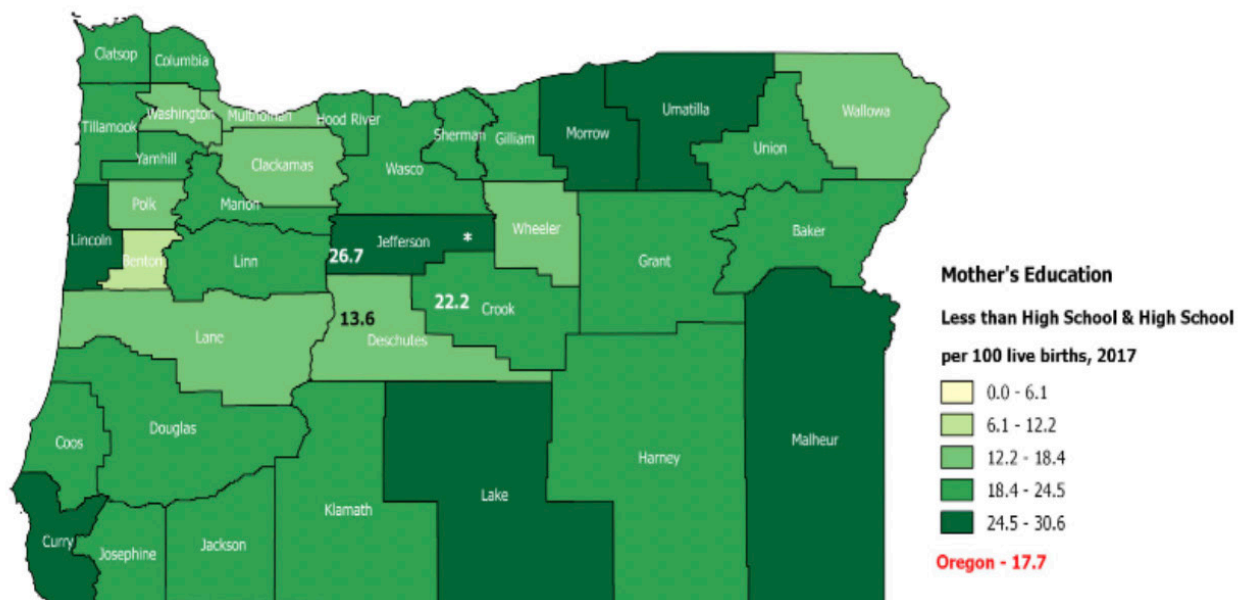 Clatsop
Columbia
Tillamook
Washington
Multnomah
Hood River
Sherman
Gilliam
Morrow
Umatilla
Wallowa
Union
Yamhill
Clackamas
Wasco
Polk
Marion
Lincoln
Benton
Linn
26.7
Jefferson
*
Wheeler
Grant
Baker
Lane
13.6
Deschutes
22.2
Crook
Coos
Douglas
Harney
Malheur
Curry
Josephine
Jackson
Klamath
Lake
Mother's Education
Less than High School & High School
per 100 live births, 2017
0.0 - 6.1
6.1 - 12.2
12.2 - 18.4
18.4 - 24.5
24.5 - 30.6
Oregon - 17.7